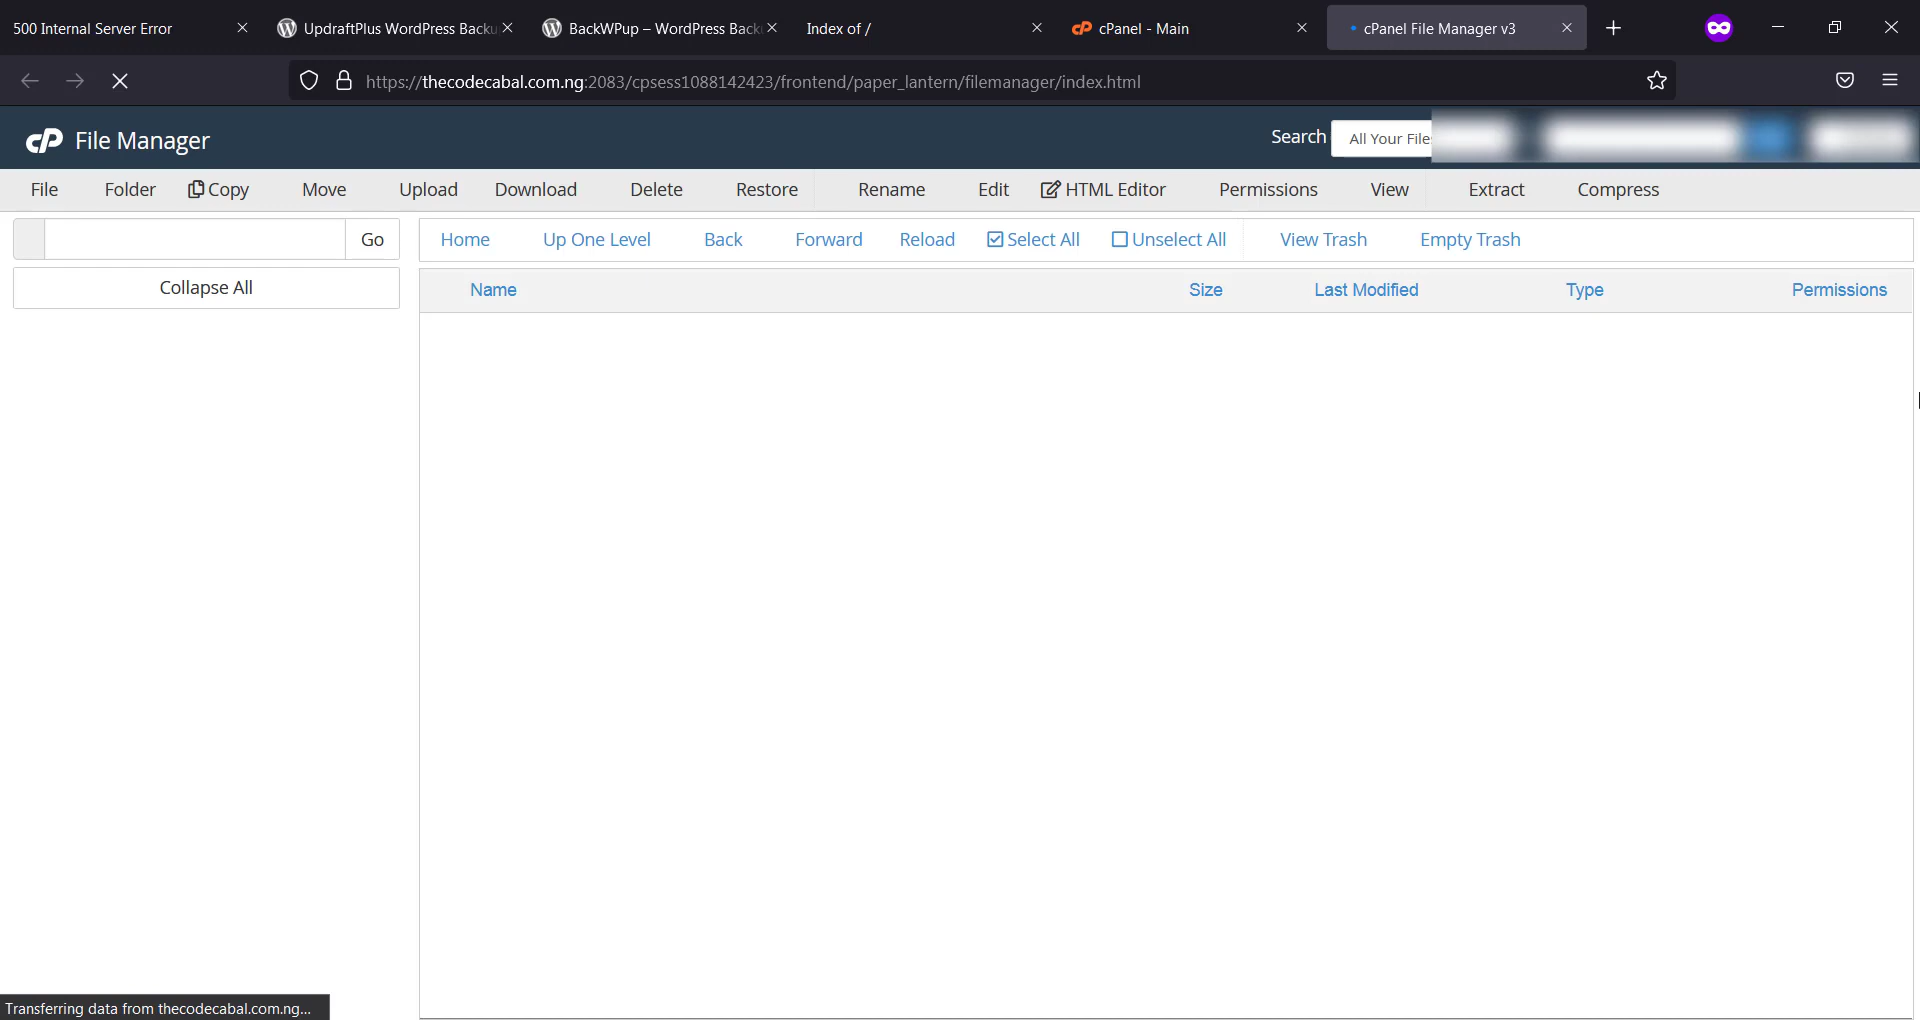 500 Internal Server Error
UpdraftPlus WordPress Backu
BackWPup – WordPress Back
Index of /
cPanel - Main
cPanel File Manager v3
https://thecodecabal.com.ng:2083/cpsess1088142423/frontend/paper_lantern/filemanager/index.html
cP File Manager
Search All Your Files
File Folder Copy Move Upload Download Delete Restore Rename Edit HTML Editor Permissions View Extract Compress
Go
Home Up One Level Back Forward Reload Select All Unselect All View Trash Empty Trash
Collapse All
Name Size Last Modified Type Permissions
Transferring data from thecodecabal.com.ng...